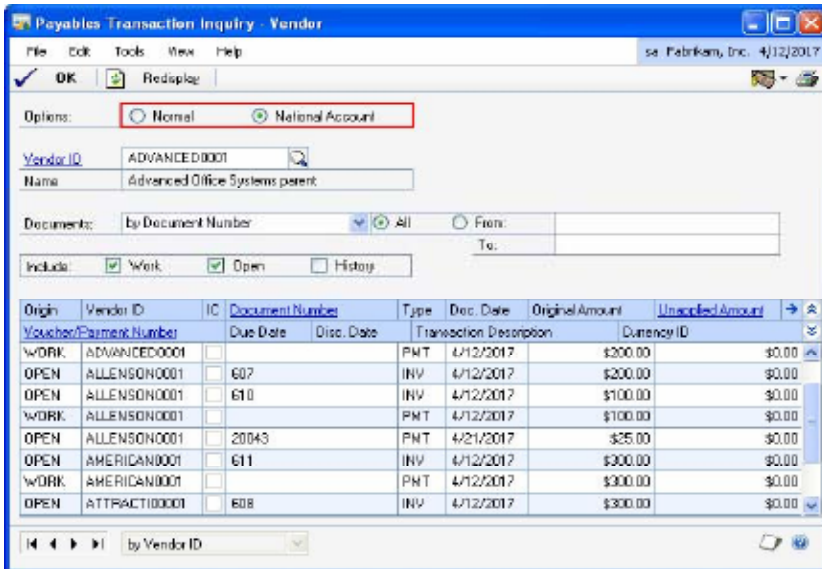 Payables Transaction Inquiry - Vendor
File Edit Tools View Help sa Fabrikam, Inc. 4/12/2017
OK Redisplay
Options: Normal National Account
Vendor ID ADVANCED0001
Name Advanced Office Systems parent
Documents: by Document Number All From:
To:
Include: Work Open History
Origin Vendor ID IC Document Number Type Doc. Date Original Amount Unapplied Amount
Voucher/Payment Number Due Date Disc. Date Transaction Description Currency ID
WORK ADVANCED0001 PMT 4/12/2017 $200.00 $0.00
OPEN ALLENSON0001 607 INV 4/12/2017 $200.00 $0.00
OPEN ALLENSON0001 610 INV 4/12/2017 $100.00 $0.00
WORK ALLENSON0001 PMT 4/12/2017 $100.00 $0.00
OPEN ALLENSON0001 20043 PMT 4/21/2017 $25.00 $0.00
OPEN AMERICAN0001 611 INV 4/12/2017 $300.00 $0.00
WORK AMERICAN0001 PMT 4/12/2017 $300.00 $0.00
OPEN ATTRACTI00001 608 INV 4/12/2017 $300.00 $0.00
by Vendor ID